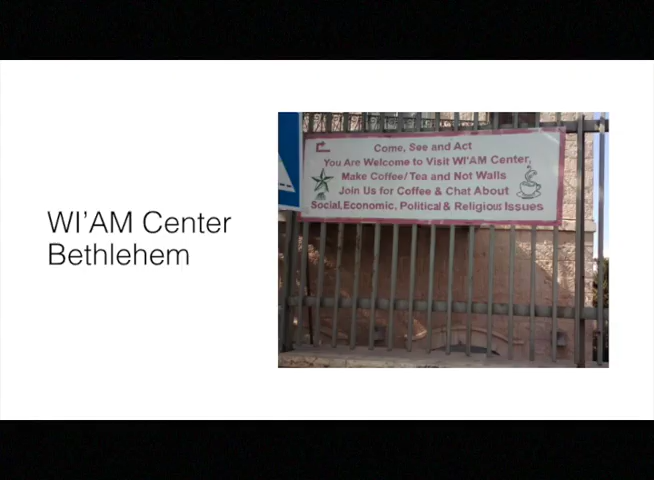 WI'AM Center
Bethlehem
Come, See and Act
You Are Welcome to Visit WI'AM Center,
Make Coffee/Tea and Not Walls
Join Us for Coffee & Chat About
Social,Economic, Political & Religious Issues